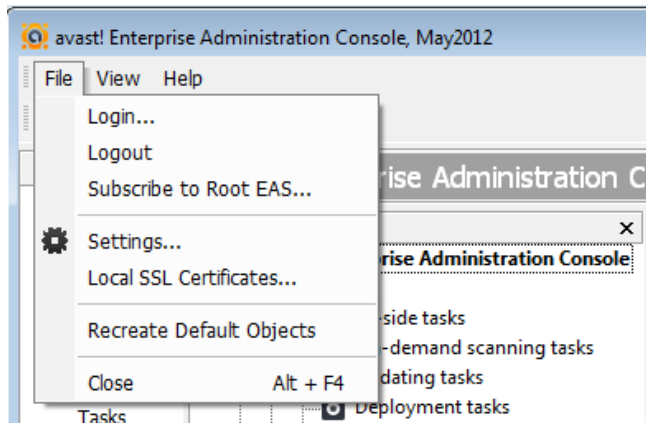 avast! Enterprise Administration Console, May2012
File View Help
Login...
Logout
Subscribe to Root EAS...
rise Administration C
Settings...
prise Administration Console
Local SSL Certificates...
-side tasks
Recreate Default Objects
-demand scanning tasks
dating tasks
Close Alt + F4
Deployment tasks
Tasks